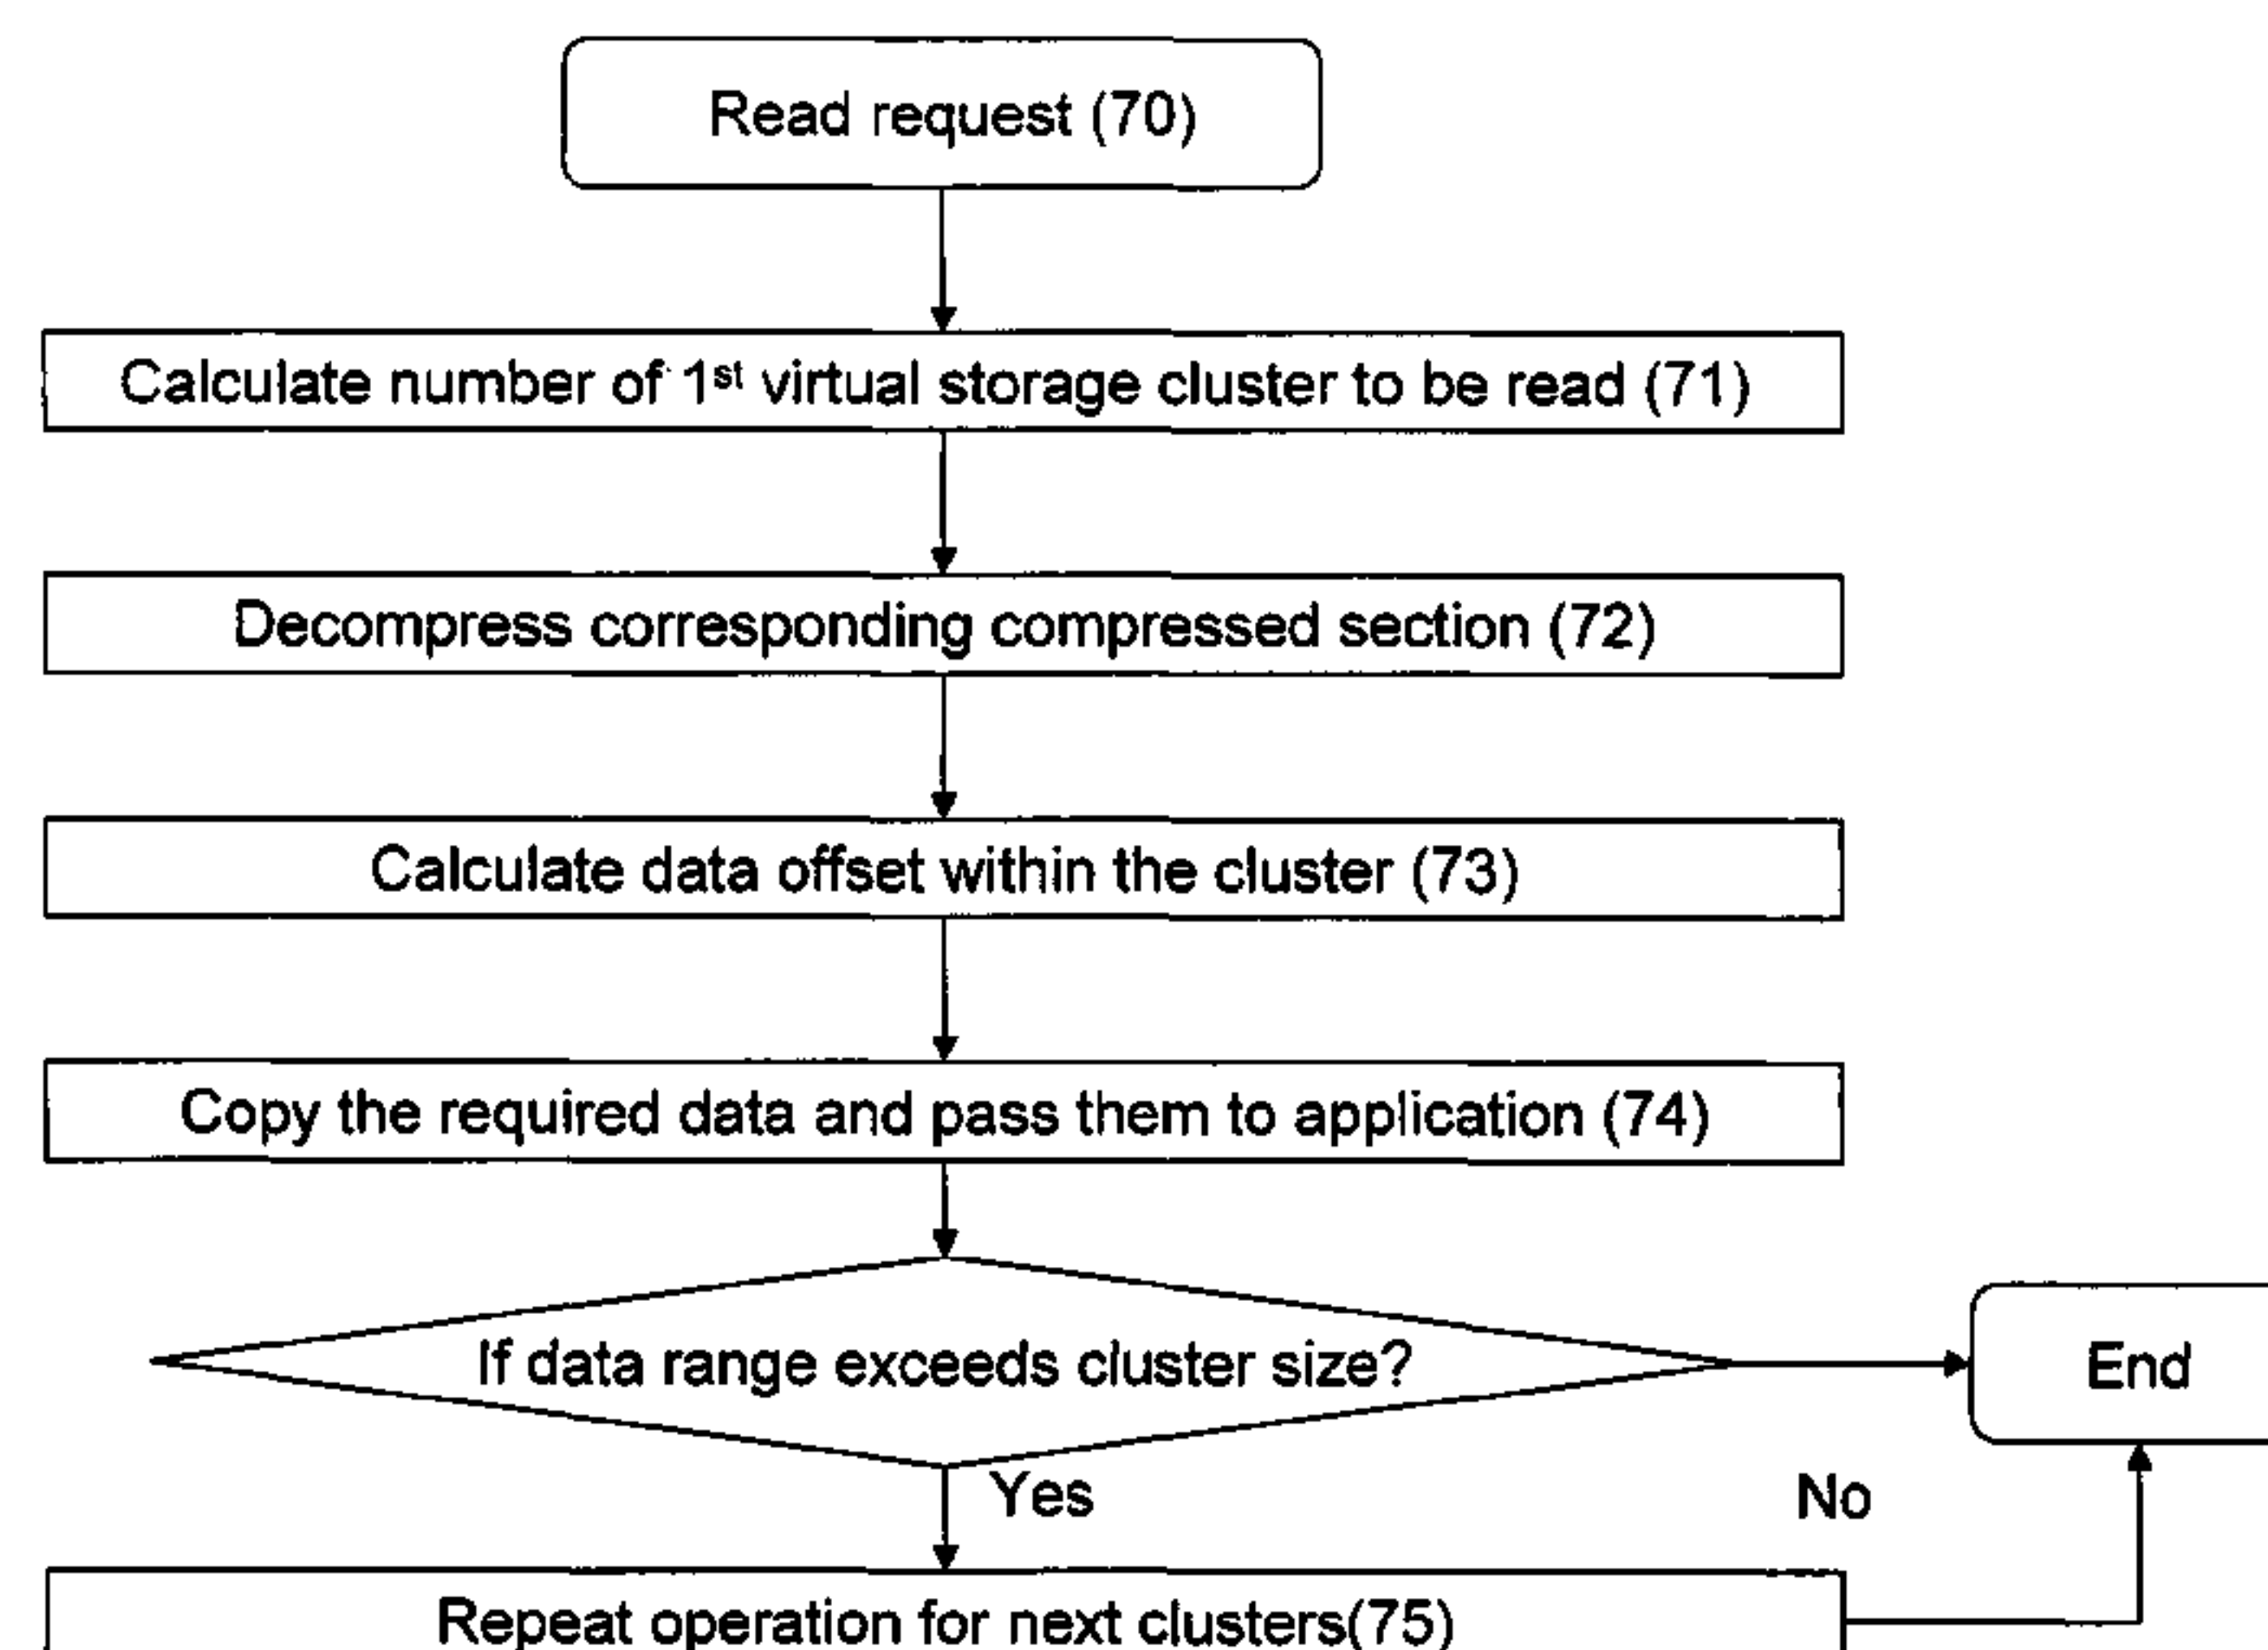 Read request (70)
Calculate number of 1st virtual storage cluster to be read (71)
Decompress corresponding compressed section (72)
Calculate data offset within the cluster (73)
Copy the required data and pass them to application (74)
If data range exceeds cluster size?
End
Yes
No
Repeat operation for next clusters(75)